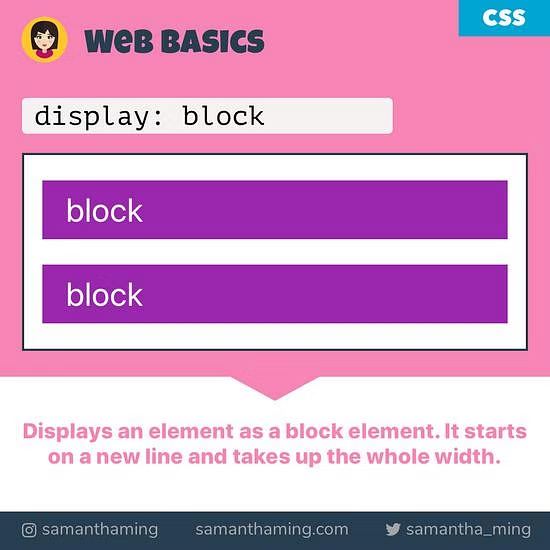 CSS
WeB BASICS
display: block
block
block
Displays an element as a block element. It starts
on a new line and takes up the whole width.
samanthaming samanthaming.com samantha_ming